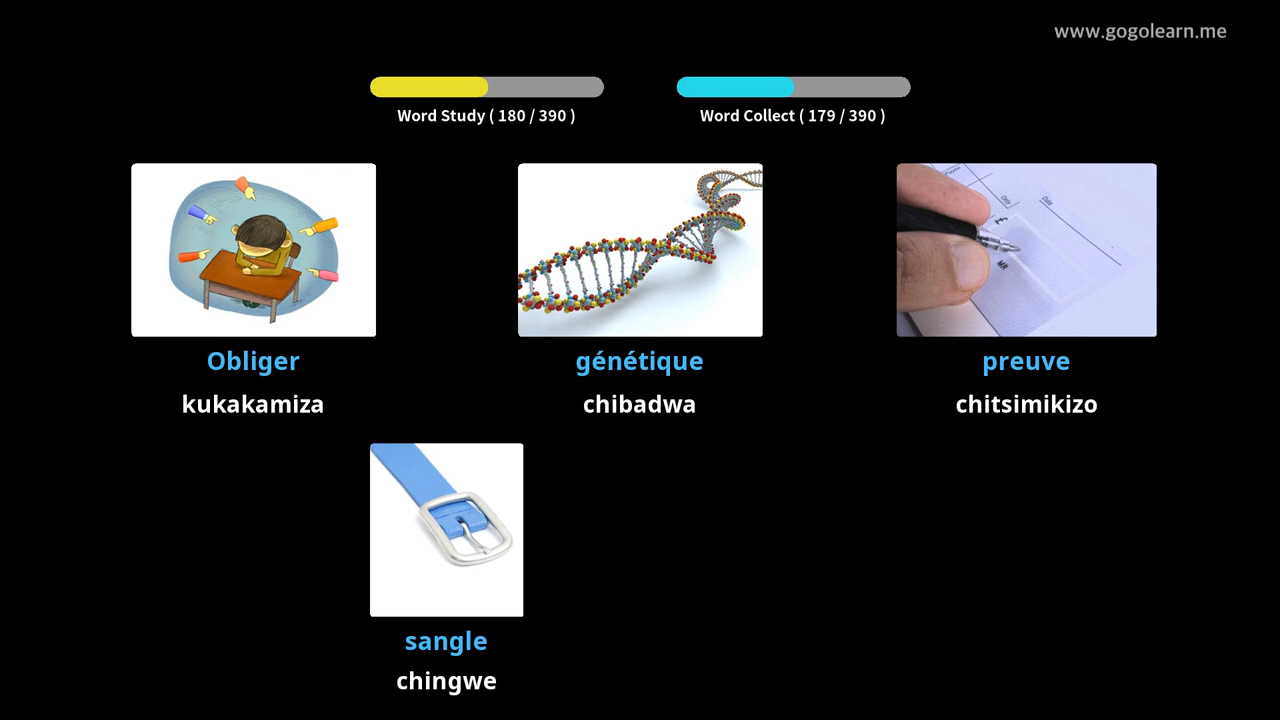 www.gogolearn.me
Word Study ( 180 / 390 )
Word Collect ( 179 / 390 )
Obliger
kukakamiza
génétique
chibadwa
preuve
chitsimikizo
sangle
chingwe